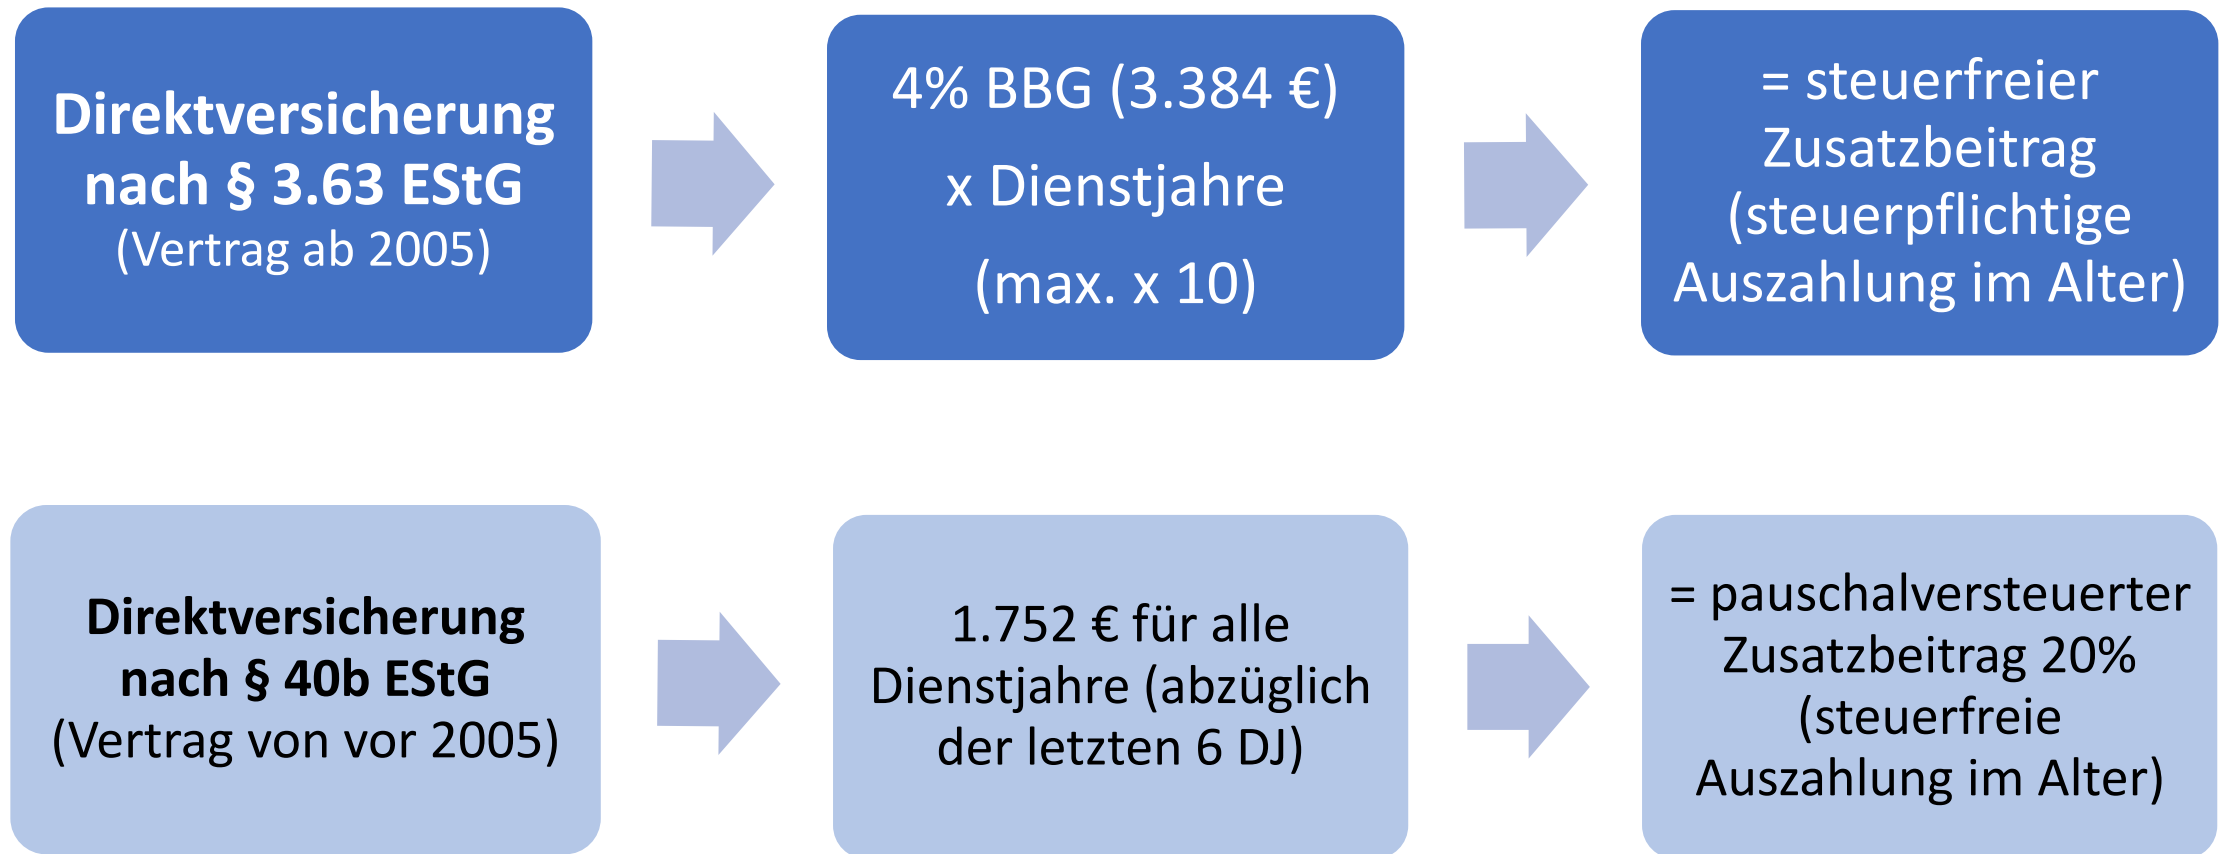 Direktversicherung
nach § 3.63 EStG
(Vertrag ab 2005)
4% BBG (3.384 €)
x Dienstjahre
(max. x 10)
= steuerfreier
Zusatzbeitrag
(steuerpflichtige
Auszahlung im Alter)
Direktversicherung
nach § 40b EStG
(Vertrag von vor 2005)
1.752 € für alle
Dienstjahre (abzüglich
der letzten 6 DJ)
= pauschalversteuerter
Zusatzbeitrag 20%
(steuerfreie
Auszahlung im Alter)